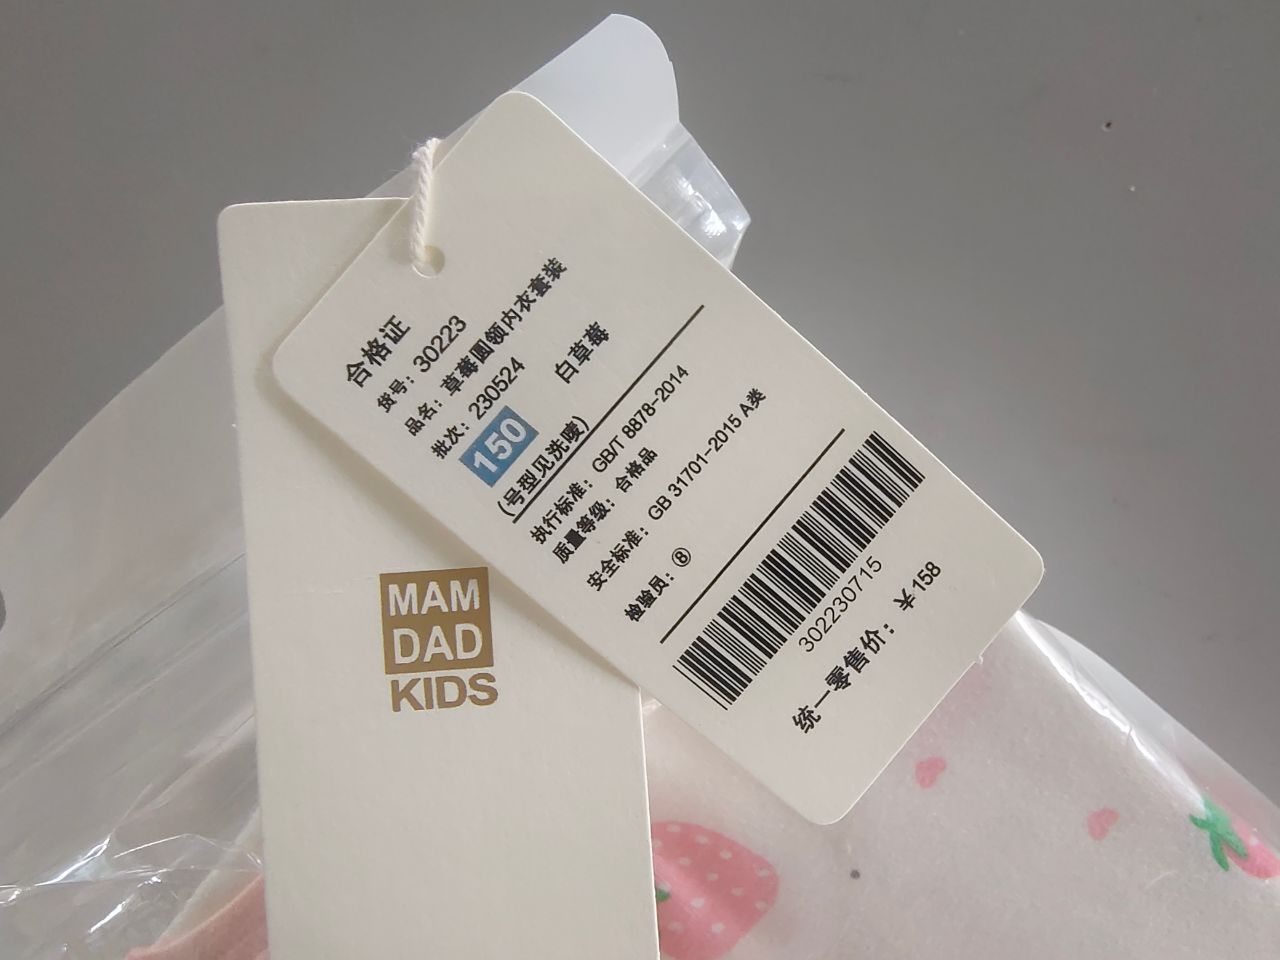 合格证
货号：30223
品名：草莓圆领内衣套装
批次：230524 白草莓
150
(号型见洗唛)
执行标准：GB/T 8878-2014
质量等级：合格品
安全标准：GB 31701-2015 A类
检验员：⑧
302230715
统一零售价：¥158
MAM
DAD
KIDS